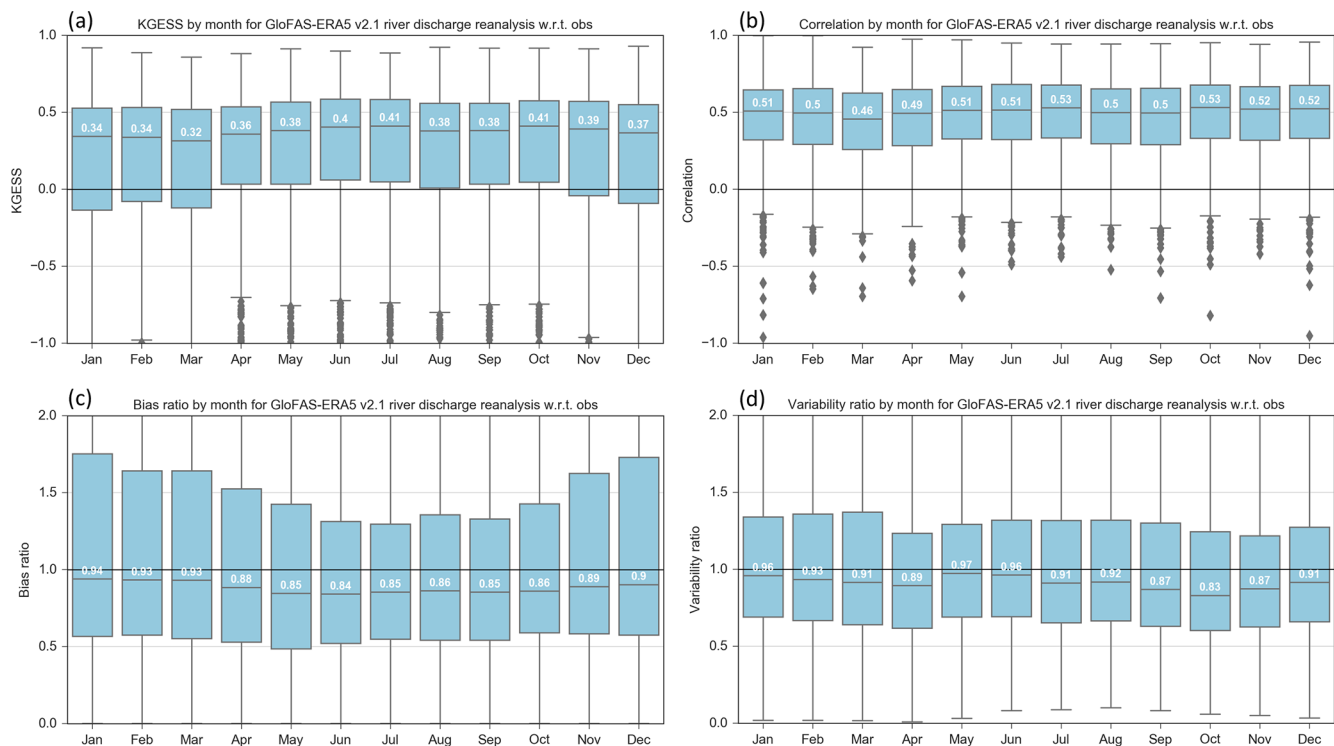 (a)
KGESS by month for GloFAS-ERA5 v2.1 river discharge reanalysis w.r.t. obs
1.0
0.5
0.0
−0.5
−1.0
KGESS
0.34 0.34 0.32 0.36 0.38 0.4 0.41 0.38 0.38 0.41 0.39 0.37
Jan Feb Mar Apr May Jun Jul Aug Sep Oct Nov Dec
(b)
Correlation by month for GloFAS-ERA5 v2.1 river discharge reanalysis w.r.t. obs
1.0
0.5
0.0
−0.5
−1.0
Correlation
0.51 0.5 0.46 0.49 0.51 0.51 0.53 0.5 0.5 0.53 0.52 0.52
Jan Feb Mar Apr May Jun Jul Aug Sep Oct Nov Dec
(c)
Bias ratio by month for GloFAS-ERA5 v2.1 river discharge reanalysis w.r.t. obs
2.0
1.5
1.0
0.5
0.0
Bias ratio
0.94 0.93 0.93 0.88 0.85 0.84 0.85 0.86 0.85 0.86 0.89 0.9
Jan Feb Mar Apr May Jun Jul Aug Sep Oct Nov Dec
(d)
Variability ratio by month for GloFAS-ERA5 v2.1 river discharge reanalysis w.r.t. obs
2.0
1.5
1.0
0.5
0.0
Variability ratio
0.96 0.93 0.91 0.89 0.97 0.96 0.91 0.92 0.87 0.83 0.87 0.91
Jan Feb Mar Apr May Jun Jul Aug Sep Oct Nov Dec